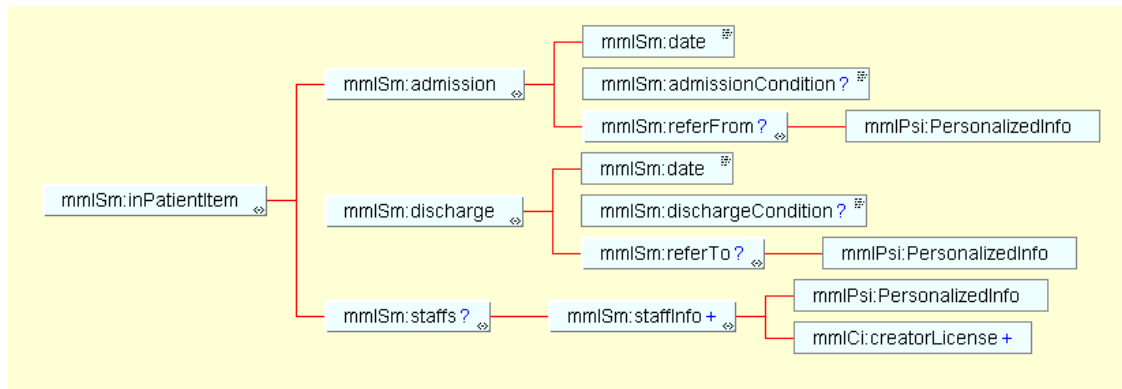 mmlSm:date
mmlSm:admission
mmlSm:admissionCondition?
mmlSm:referFrom?
mmlPsi:PersonalizedInfo
mmlSm:date
mmlSm:inPatientItem
mmlSm:discharge
mmlSm:dischargeCondition?
mmlSm:referTo?
mmlPsi:PersonalizedInfo
mmlPsi:PersonalizedInfo
mmlSm:staffs?
mmlSm:staffInfo+
mmlCi:creatorLicense+